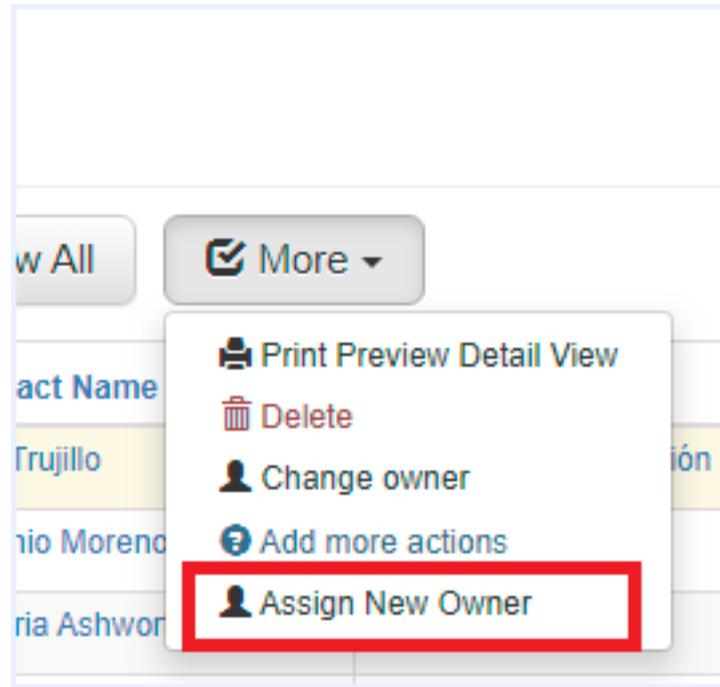 w All
More
Print Preview Detail View
act Name
Delete
Trujillo
ión
Change owner
nio Moreno
Add more actions
Assign New Owner
ria Ashwor